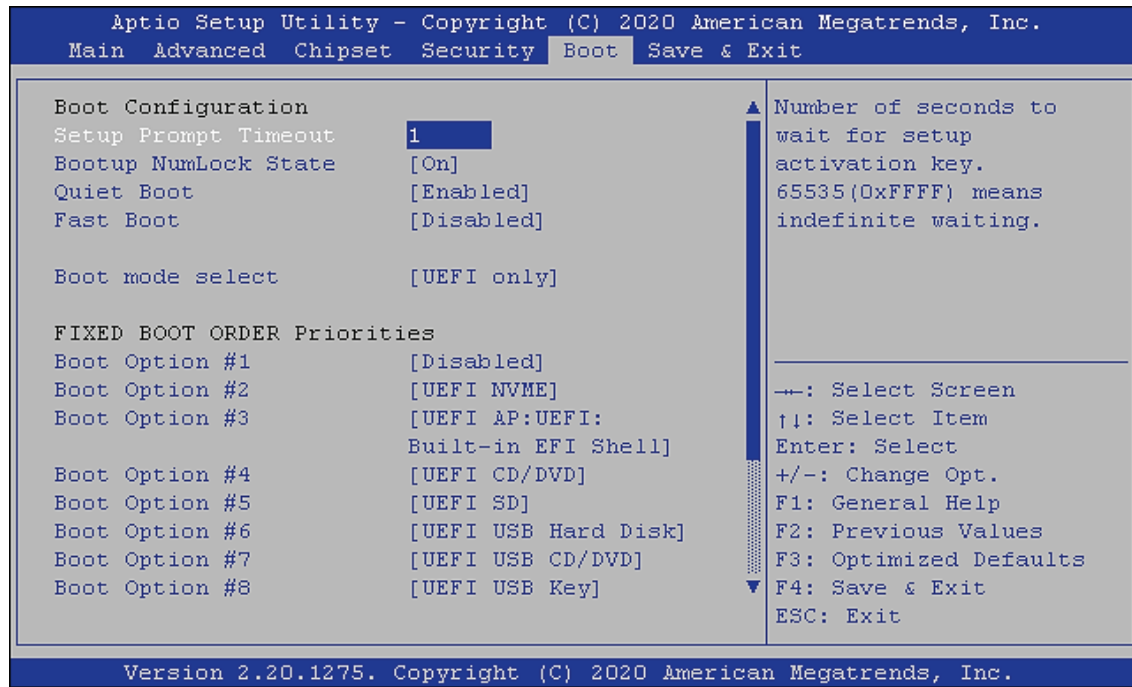 Aptio Setup Utility - Copyright (C) 2020 American Megatrends, Inc.
Main Advanced Chipset Security Boot Save & Exit
Boot Configuration
Setup Prompt Timeout 1
Bootup NumLock State [On]
Quiet Boot [Enabled]
Fast Boot [Disabled]
Boot mode select [UEFI only]
FIXED BOOT ORDER Priorities
Boot Option #1 [Disabled]
Boot Option #2 [UEFI NVME]
Boot Option #3 [UEFI AP:UEFI:
Built-in EFI Shell]
Boot Option #4 [UEFI CD/DVD]
Boot Option #5 [UEFI SD]
Boot Option #6 [UEFI USB Hard Disk]
Boot Option #7 [UEFI USB CD/DVD]
Boot Option #8 [UEFI USB Key]
Number of seconds to
wait for setup
activation key.
65535(0xFFFF) means
indefinite waiting.
→←: Select Screen
↑↓: Select Item
Enter: Select
+/-: Change Opt.
F1: General Help
F2: Previous Values
F3: Optimized Defaults
F4: Save & Exit
ESC: Exit
Version 2.20.1275. Copyright (C) 2020 American Megatrends, Inc.